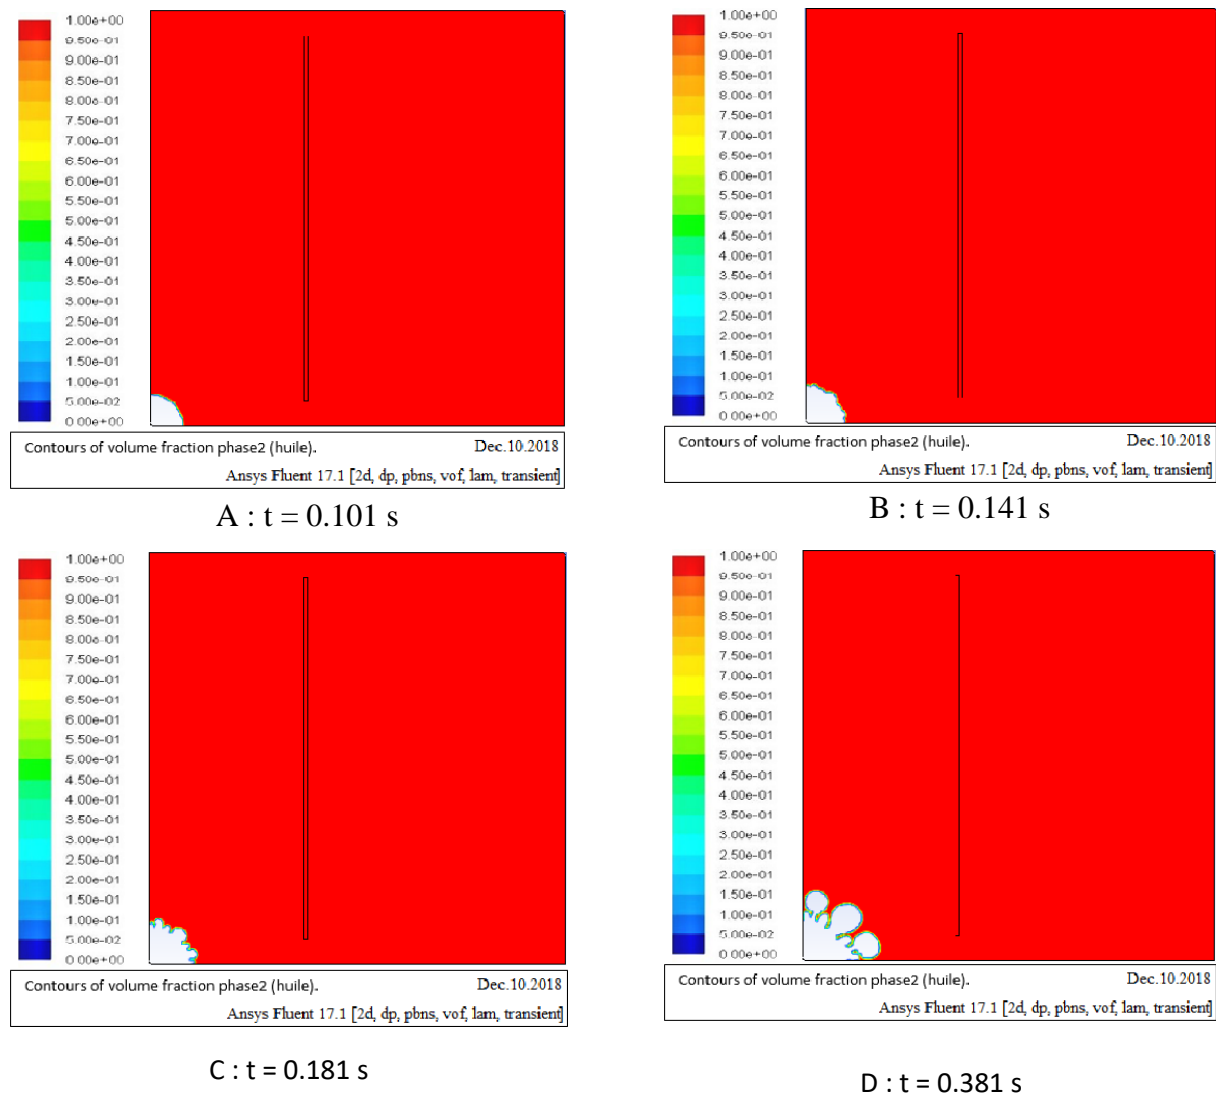 1.00e+00
9.50e-01
9.00e-01
8.50e-01
8.00e-01
7.50e-01
7.00e-01
6.50e-01
6.00e-01
5.50e-01
5.00e-01
4.50e-01
4.00e-01
3.50e-01
3.00e-01
2.50e-01
2.00e-01
1.50e-01
1.00e-01
5.00e-02
0.00e+00
Contours of volume fraction phase2 (huile). Dec.10.2018
Ansys Fluent 17.1 [2d, dp, pbns, vof, lam, transient]
A : t = 0.101 s
1.00e+00
9.50e-01
9.00e-01
8.50e-01
8.00e-01
7.50e-01
7.00e-01
6.50e-01
6.00e-01
5.50e-01
5.00e-01
4.50e-01
4.00e-01
3.50e-01
3.00e-01
2.50e-01
2.00e-01
1.50e-01
1.00e-01
5.00e-02
0.00e+00
Contours of volume fraction phase2 (huile). Dec.10.2018
Ansys Fluent 17.1 [2d, dp, pbns, vof, lam, transient]
B : t = 0.141 s
1.00e+00
9.50e-01
9.00e-01
8.50e-01
8.00e-01
7.50e-01
7.00e-01
6.50e-01
6.00e-01
5.50e-01
5.00e-01
4.50e-01
4.00e-01
3.50e-01
3.00e-01
2.50e-01
2.00e-01
1.50e-01
1.00e-01
5.00e-02
0.00e+00
Contours of volume fraction phase2 (huile). Dec.10.2018
Ansys Fluent 17.1 [2d, dp, pbns, vof, lam, transient]
C : t = 0.181 s
1.00e+00
9.50e-01
9.00e-01
8.50e-01
8.00e-01
7.50e-01
7.00e-01
6.50e-01
6.00e-01
5.50e-01
5.00e-01
4.50e-01
4.00e-01
3.50e-01
3.00e-01
2.50e-01
2.00e-01
1.50e-01
1.00e-01
5.00e-02
0.00e+00
Contours of volume fraction phase2 (huile). Dec.10.2018
Ansys Fluent 17.1 [2d, dp, pbns, vof, lam, transient]
D : t = 0.381 s